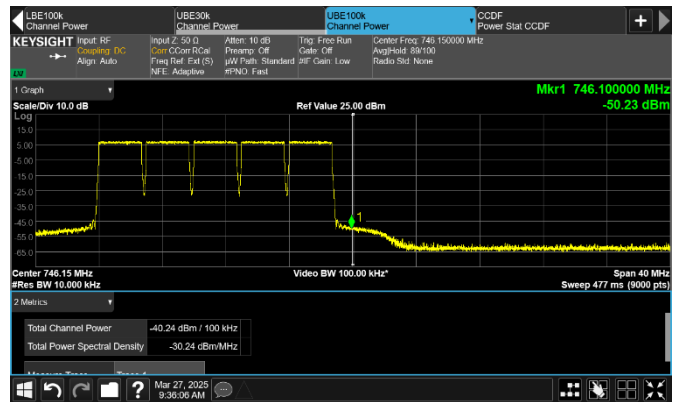 LBE100k
Channel Power
UBE30k
Channel Power
UBE100k
Channel Power
CCDF
Power Stat CCDF
KEYSIGHT
Input: RF
Coupling: DC
Align: Auto
Input Z: 50 Ω
Corr CCorr RCal
Freq Ref: Ext (S)
NFE: Adaptive
Atten: 10 dB
Preamp: Off
µW Path: Standard
#PNO: Fast
Trig: Free Run
Gate: Off
#IF Gain: Low
Center Freq: 746.150000 MHz
Avg|Hold: 89/100
Radio Std: None
LXI
1 Graph
Mkr1 746.100000 MHz
-50.23 dBm
Scale/Div 10.0 dB
Ref Value 25.00 dBm
Log
15.0
5.00
-5.00
-15.0
-25.0
-35.0
-45.0
-55.0
-65.0
1
Center 746.15 MHz
#Res BW 10.000 kHz
Video BW 100.00 kHz*
Span 40 MHz
Sweep 477 ms (9000 pts)
2 Metrics
Total Channel Power -40.24 dBm / 100 kHz
Total Power Spectral Density -30.24 dBm/MHz
Mar 27, 2025
9:36:06 AM